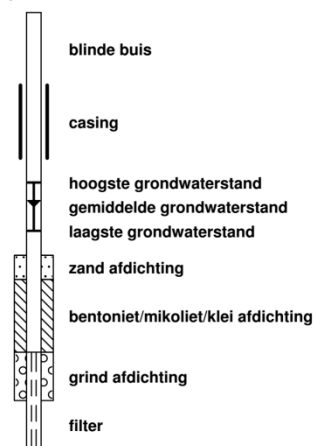 blinde buis
casing
hoogste grondwaterstand
gemiddelde grondwaterstand
laagste grondwaterstand
zand afdichting
bentoniet/mikoliet/klei afdichting
grind afdichting
filter